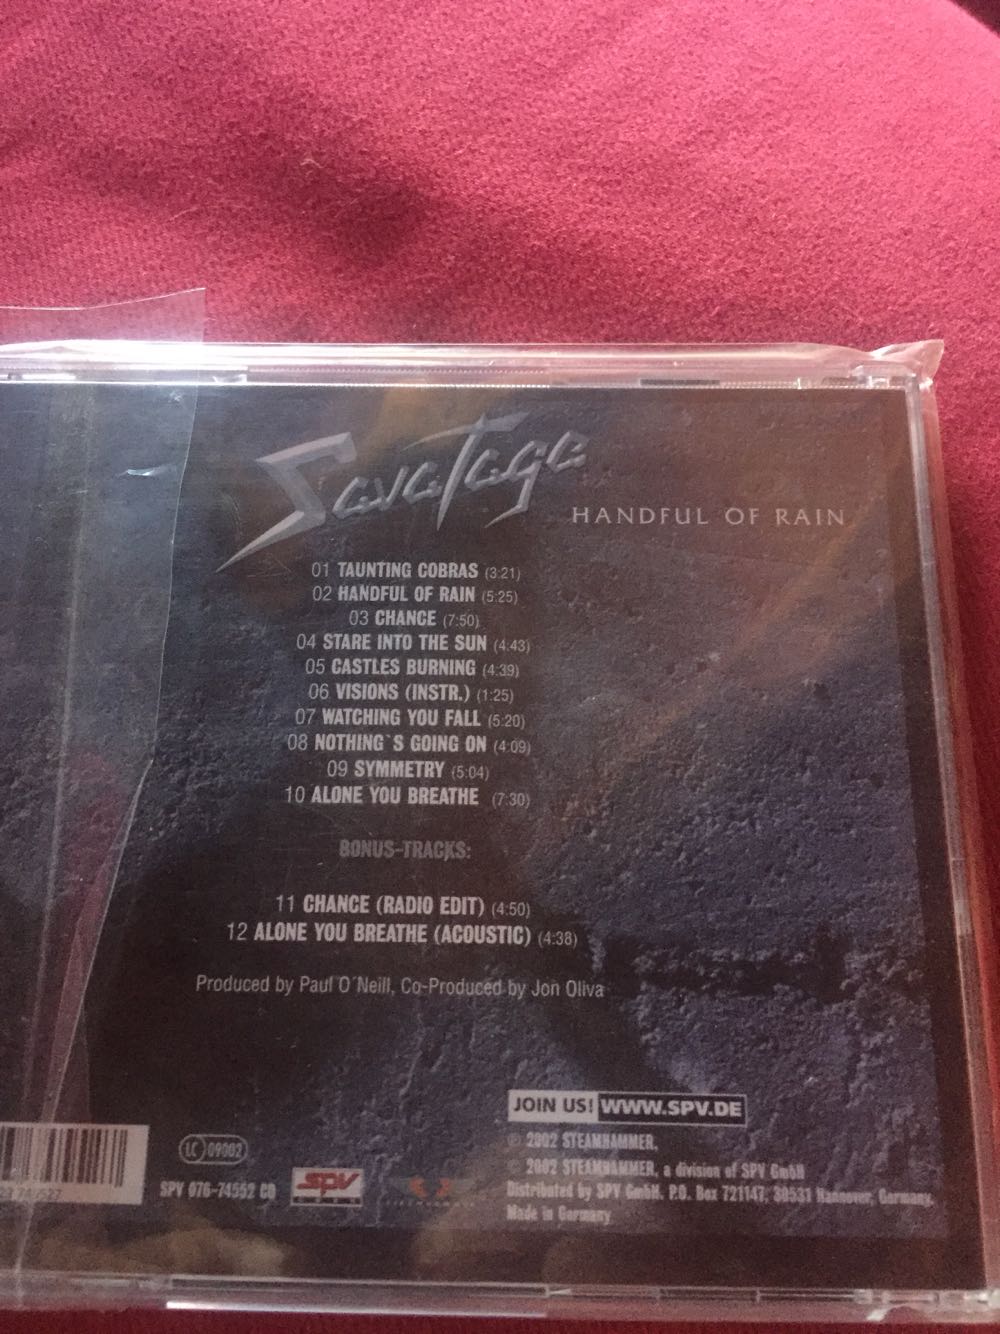 Savatage
HANDFUL OF RAIN
01 TAUNTING COBRAS (3:21)
02 HANDFUL OF RAIN (5:25)
03 CHANCE (7:50)
04 STARE INTO THE SUN (4:43)
05 CASTLES BURNING (4:39)
06 VISIONS (INSTR.) (1:25)
07 WATCHING YOU FALL (5:20)
08 NOTHING`S GOING ON (4:09)
09 SYMMETRY (5:04)
10 ALONE YOU BREATHE (7:30)
BONUS-TRACKS:
11 CHANCE (RADIO EDIT) (4:50)
12 ALONE YOU BREATHE (ACOUSTIC) (4:38)
Produced by Paul O´Neill, Co-Produced by Jon Oliva
JOIN US! WWW.SPV.DE
℗ 2002 STEAMHAMMER,
© 2002 STEAMHAMMER, a division of SPV GmbH
Distributed by SPV GmbH. P.O. Box 721147, 30531 Hannover, Germany.
Made in Germany
LC 09002
SPV 076-74552 CD
SPV